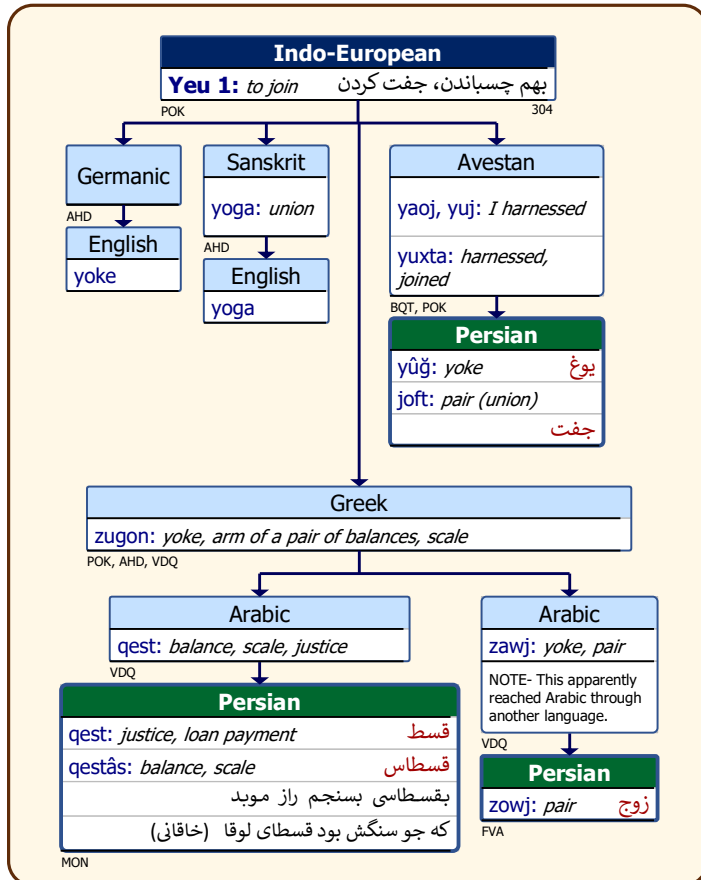 Indo-European
Yeu 1: to join بهم چسباندن، جفت کردن
POK 304
Germanic
AHD
English
yoke
Sanskrit
yoga: union
AHD
English
yoga
Avestan
yaoj, yuj: I harnessed
yuxta: harnessed,
joined
BQT, POK
Persian
yûğ: yoke یوغ
joft: pair (union)
جفت
Greek
zugon: yoke, arm of a pair of balances, scale
POK, AHD, VDQ
Arabic
qest: balance, scale, justice
VDQ
Persian
qest: justice, loan payment قسط
qestâs: balance, scale قسطاس
بقسطاسی بسنجم راز موبد
که جو سنگش بود قسطای لوقا (خاقانی)
MON
Arabic
zawj: yoke, pair
NOTE- This apparently
reached Arabic through
another language.
VDQ
Persian
zowj: pair زوج
FVA